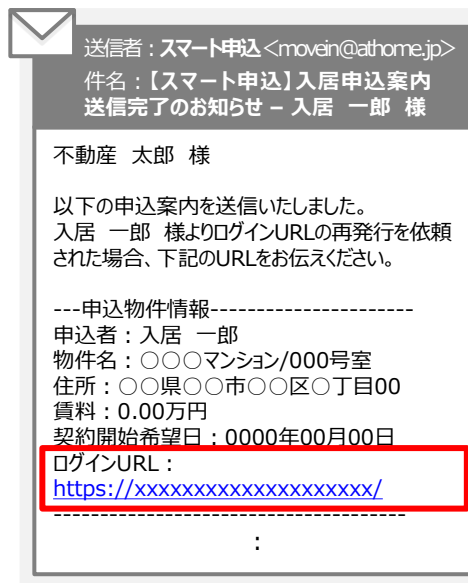 送信者：スマート申込<movein@athome.jp>
件名：【スマート申込】入居申込案内
送信完了のお知らせ – 入居　一郎　様
不動産　太郎　様
以下の申込案内を送信いたしました。
入居　一郎　様よりログインURLの再発行を依頼
された場合、下記のURLをお伝えください。
---申込物件情報----------------------
申込者：入居　一郎
物件名：○○○マンション/000号室
住所：○○県○○市○○区○丁目00
賃料：0.00万円
契約開始希望日：0000年00月00日
ログインURL：
https://xxxxxxxxxxxxxxxxxxxx/
--------------------------------------
：